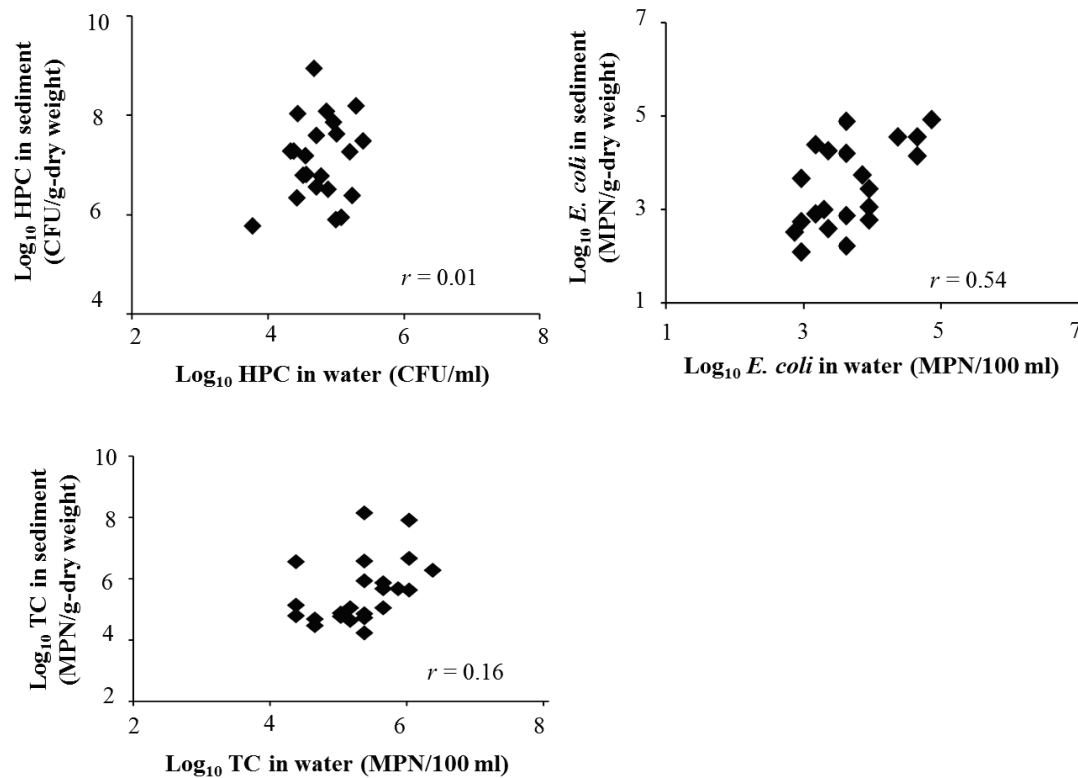 Log₁₀ HPC in sediment
(CFU/g-dry weight)
10
8
6
4
r = 0.01
2
4
6
8
Log₁₀ HPC in water (CFU/ml)
Log₁₀ E. coli in sediment
(MPN/g-dry weight)
7
5
3
1
r = 0.54
1
3
5
7
Log₁₀ E. coli in water (MPN/100 ml)
Log₁₀ TC in sediment
(MPN/g-dry weight)
10
8
6
4
2
r = 0.16
2
4
6
8
Log₁₀ TC in water (MPN/100 ml)